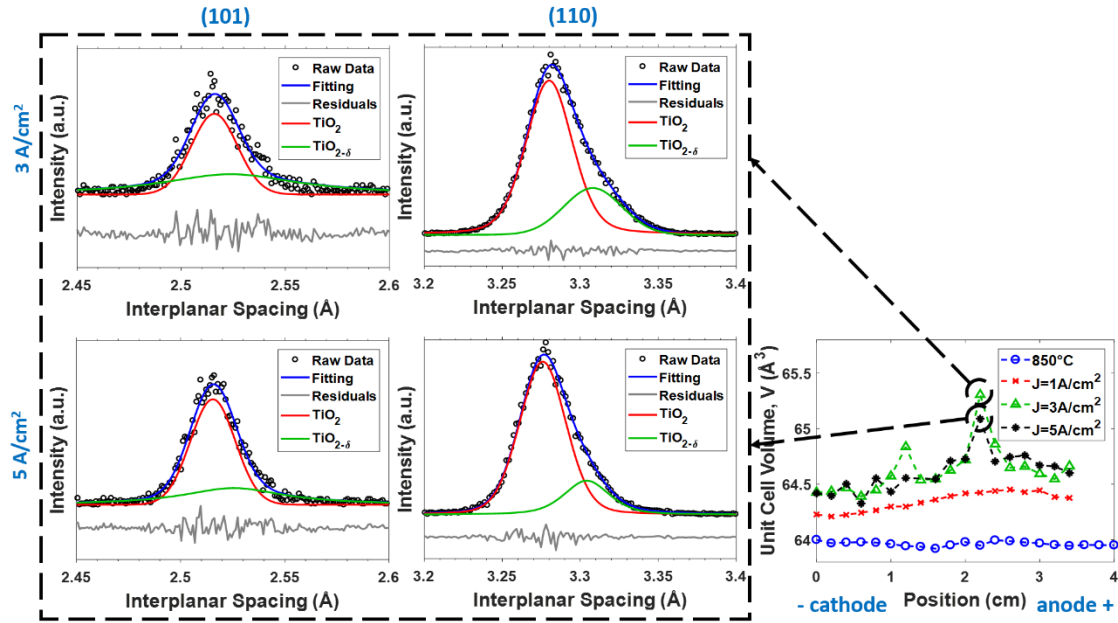 (101)
(110)
3 A/cm²
Intensity (a.u.)
Raw Data
Fitting
Residuals
TiO₂
TiO₂₋δ
2.45
2.5
2.55
2.6
Interplanar Spacing (Å)
Intensity (a.u.)
Raw Data
Fitting
Residuals
TiO₂
TiO₂₋δ
3.2
3.25
3.3
3.35
3.4
Interplanar Spacing (Å)
5 A/cm²
Intensity (a.u.)
Raw Data
Fitting
Residuals
TiO₂
TiO₂₋δ
2.45
2.5
2.55
2.6
Interplanar Spacing (Å)
Intensity (a.u.)
Raw Data
Fitting
Residuals
TiO₂
TiO₂₋δ
3.2
3.25
3.3
3.35
3.4
Interplanar Spacing (Å)
Unit Cell Volume, V (Å³)
65.5
65
64.5
64
850°C
J=1A/cm²
J=3A/cm²
J=5A/cm²
0
1
2
3
4
- cathode Position (cm) anode +